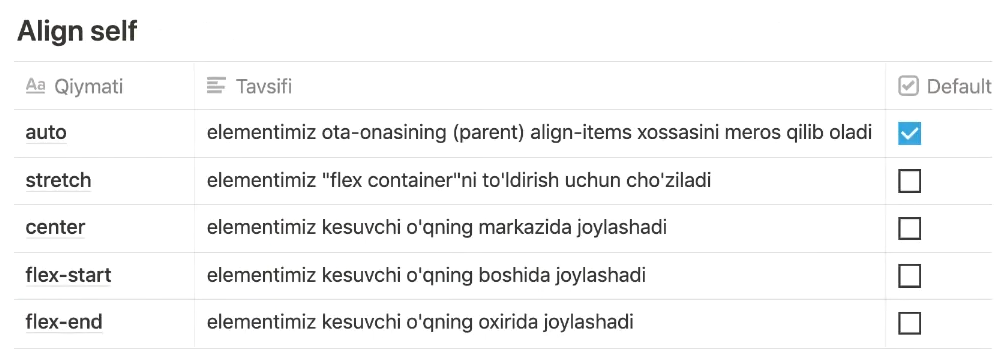 Align self
Aa Qiymati Tavsifi Default
auto elementimiz ota-onasining (parent) align-items xossasini meros qilib oladi
stretch elementimiz "flex container"ni to'ldirish uchun cho'ziladi
center elementimiz kesuvchi o'qning markazida joylashadi
flex-start elementimiz kesuvchi o'qning boshida joylashadi
flex-end elementimiz kesuvchi o'qning oxirida joylashadi